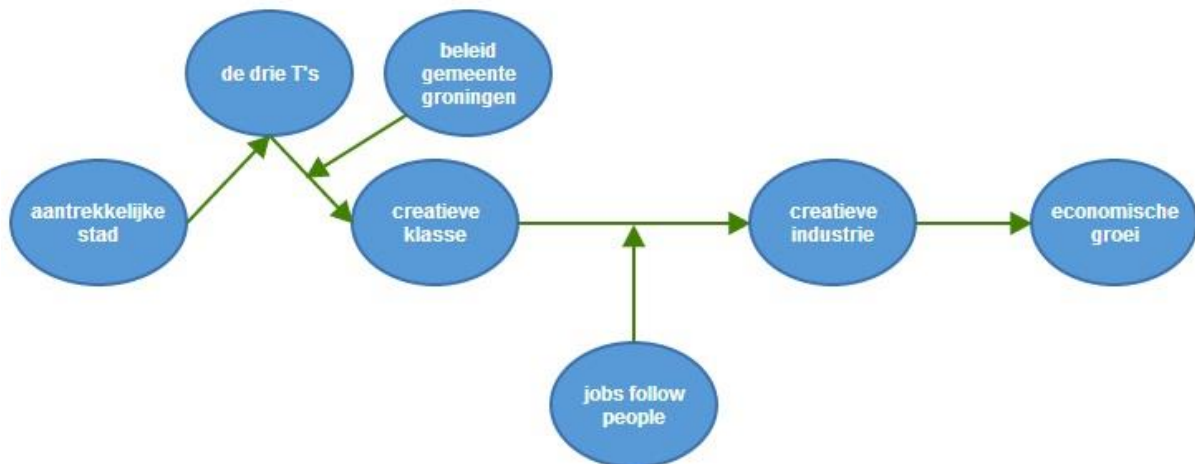 de drie T's
beleid
gemeente
groningen
aantrekkelijke
stad
creatieve
klasse
creatieve
industrie
economische
groei
jobs follow
people